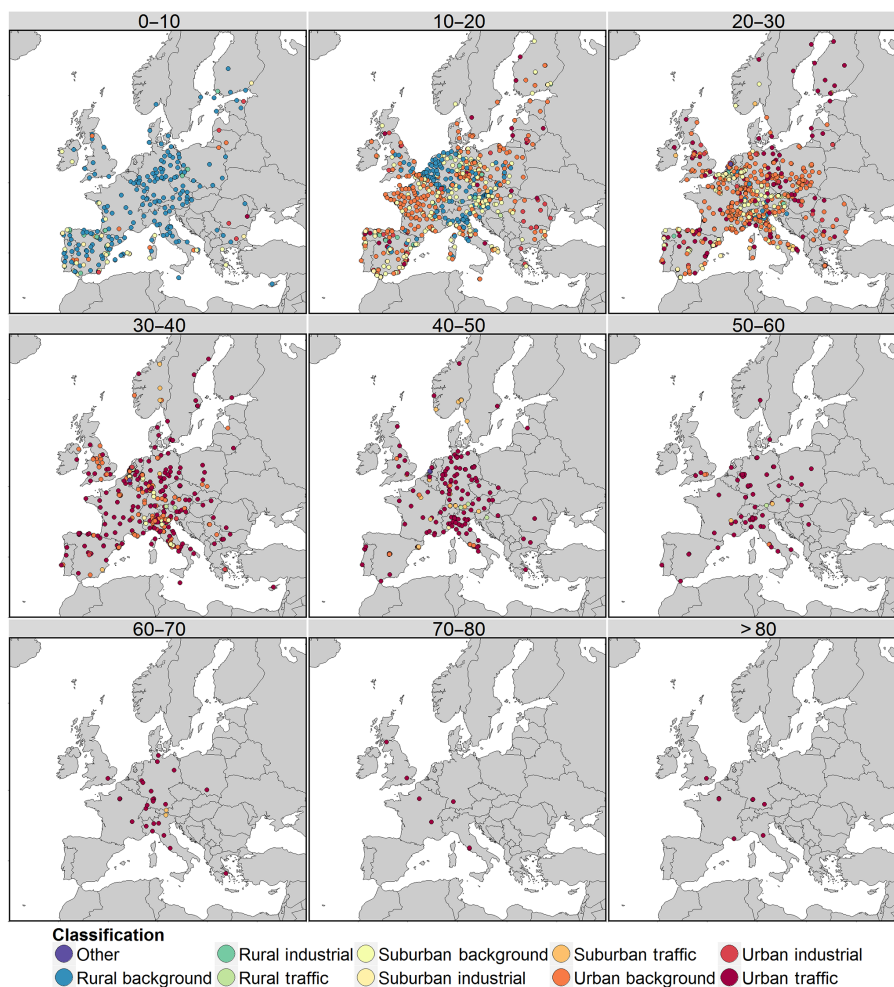 0−10 10−20 20−30
30−40 40−50 50−60
60−70 70−80 > 80
Classification
Other Rural industrial Suburban background Suburban traffic Urban industrial
Rural background Rural traffic Suburban industrial Urban background Urban traffic